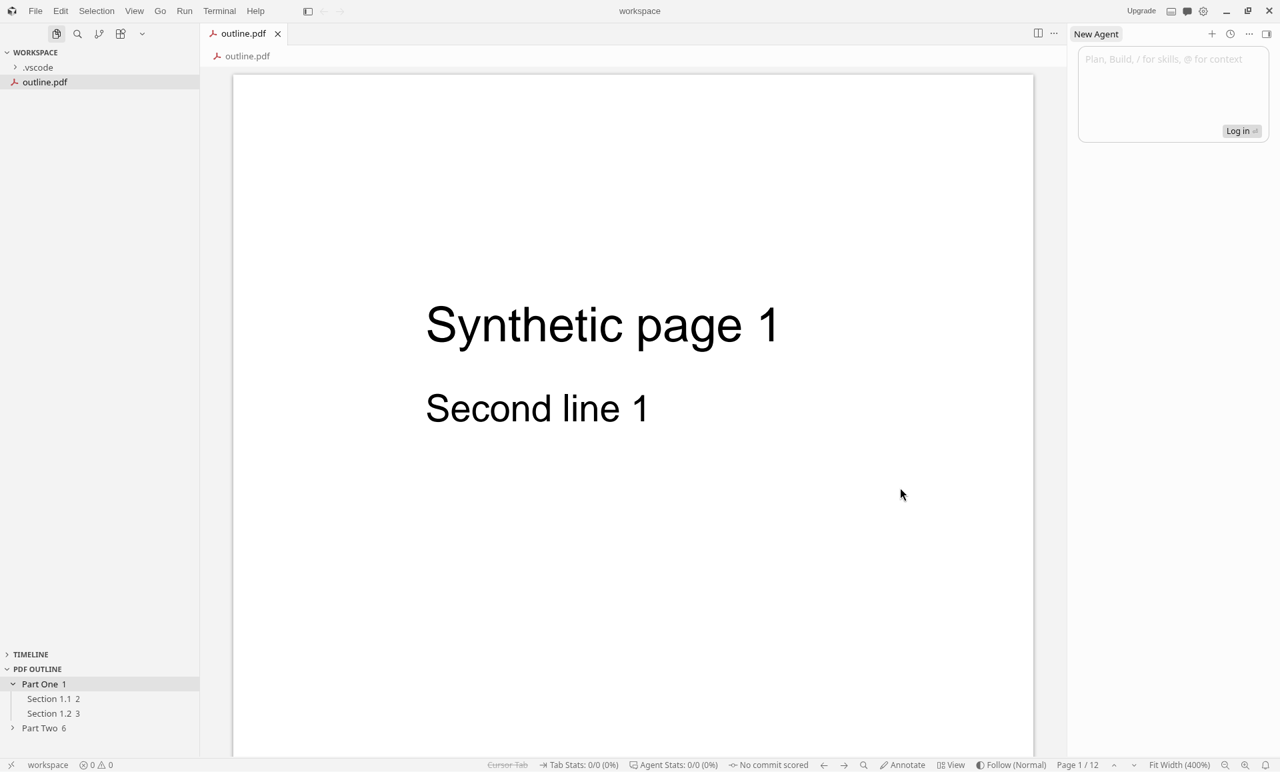 File Edit Selection View Go Run Terminal Help
workspace
Upgrade
WORKSPACE
.vscode
outline.pdf
outline.pdf
outline.pdf
Synthetic page 1
Second line 1
New Agent
Plan, Build, / for skills, @ for context
Log in
TIMELINE
PDF OUTLINE
Part One 1
Section 1.1 2
Section 1.2 3
Part Two 6
workspace 0 0 Cursor Tab Tab Stats: 0/0 (0%) Agent Stats: 0/0 (0%) No commit scored Annotate View Follow (Normal) Page 1 / 12 Fit Width (400%)